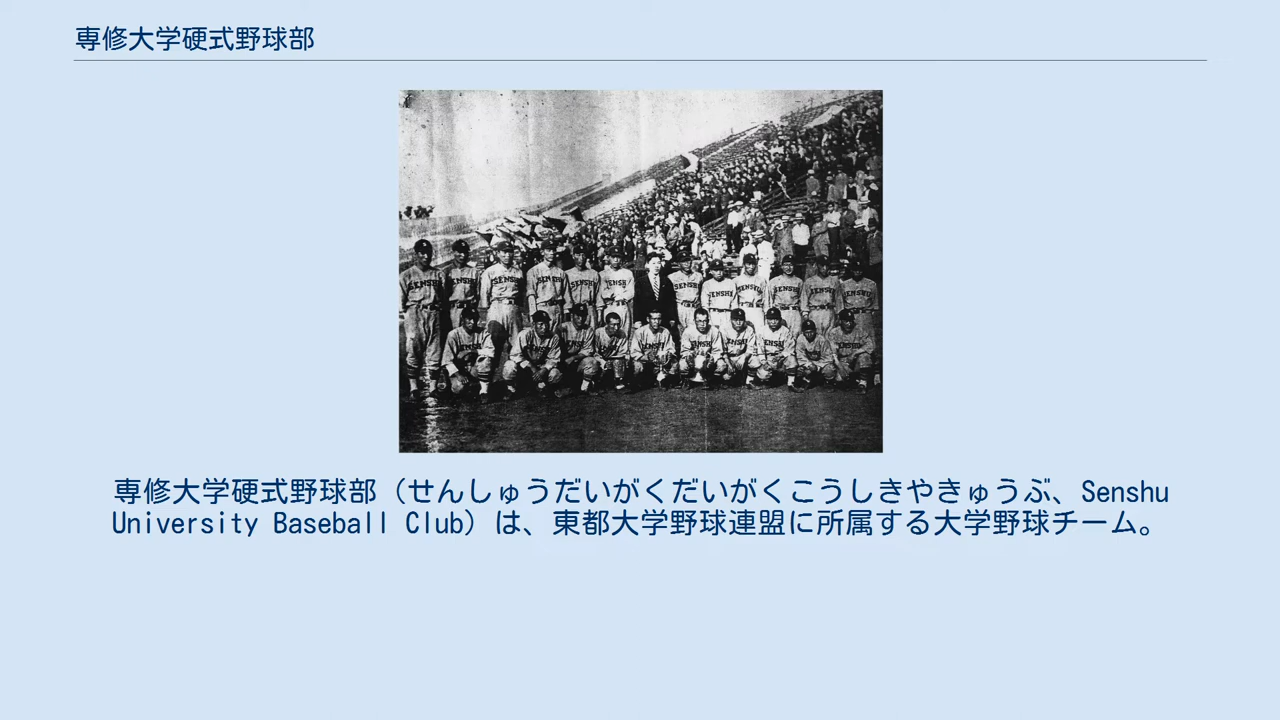 専修大学硬式野球部
SENSHU
専修大学硬式野球部（せんしゅうだいがくだいがくこうしきやきゅうぶ、Senshu
University Baseball Club）は、東都大学野球連盟に所属する大学野球チーム。